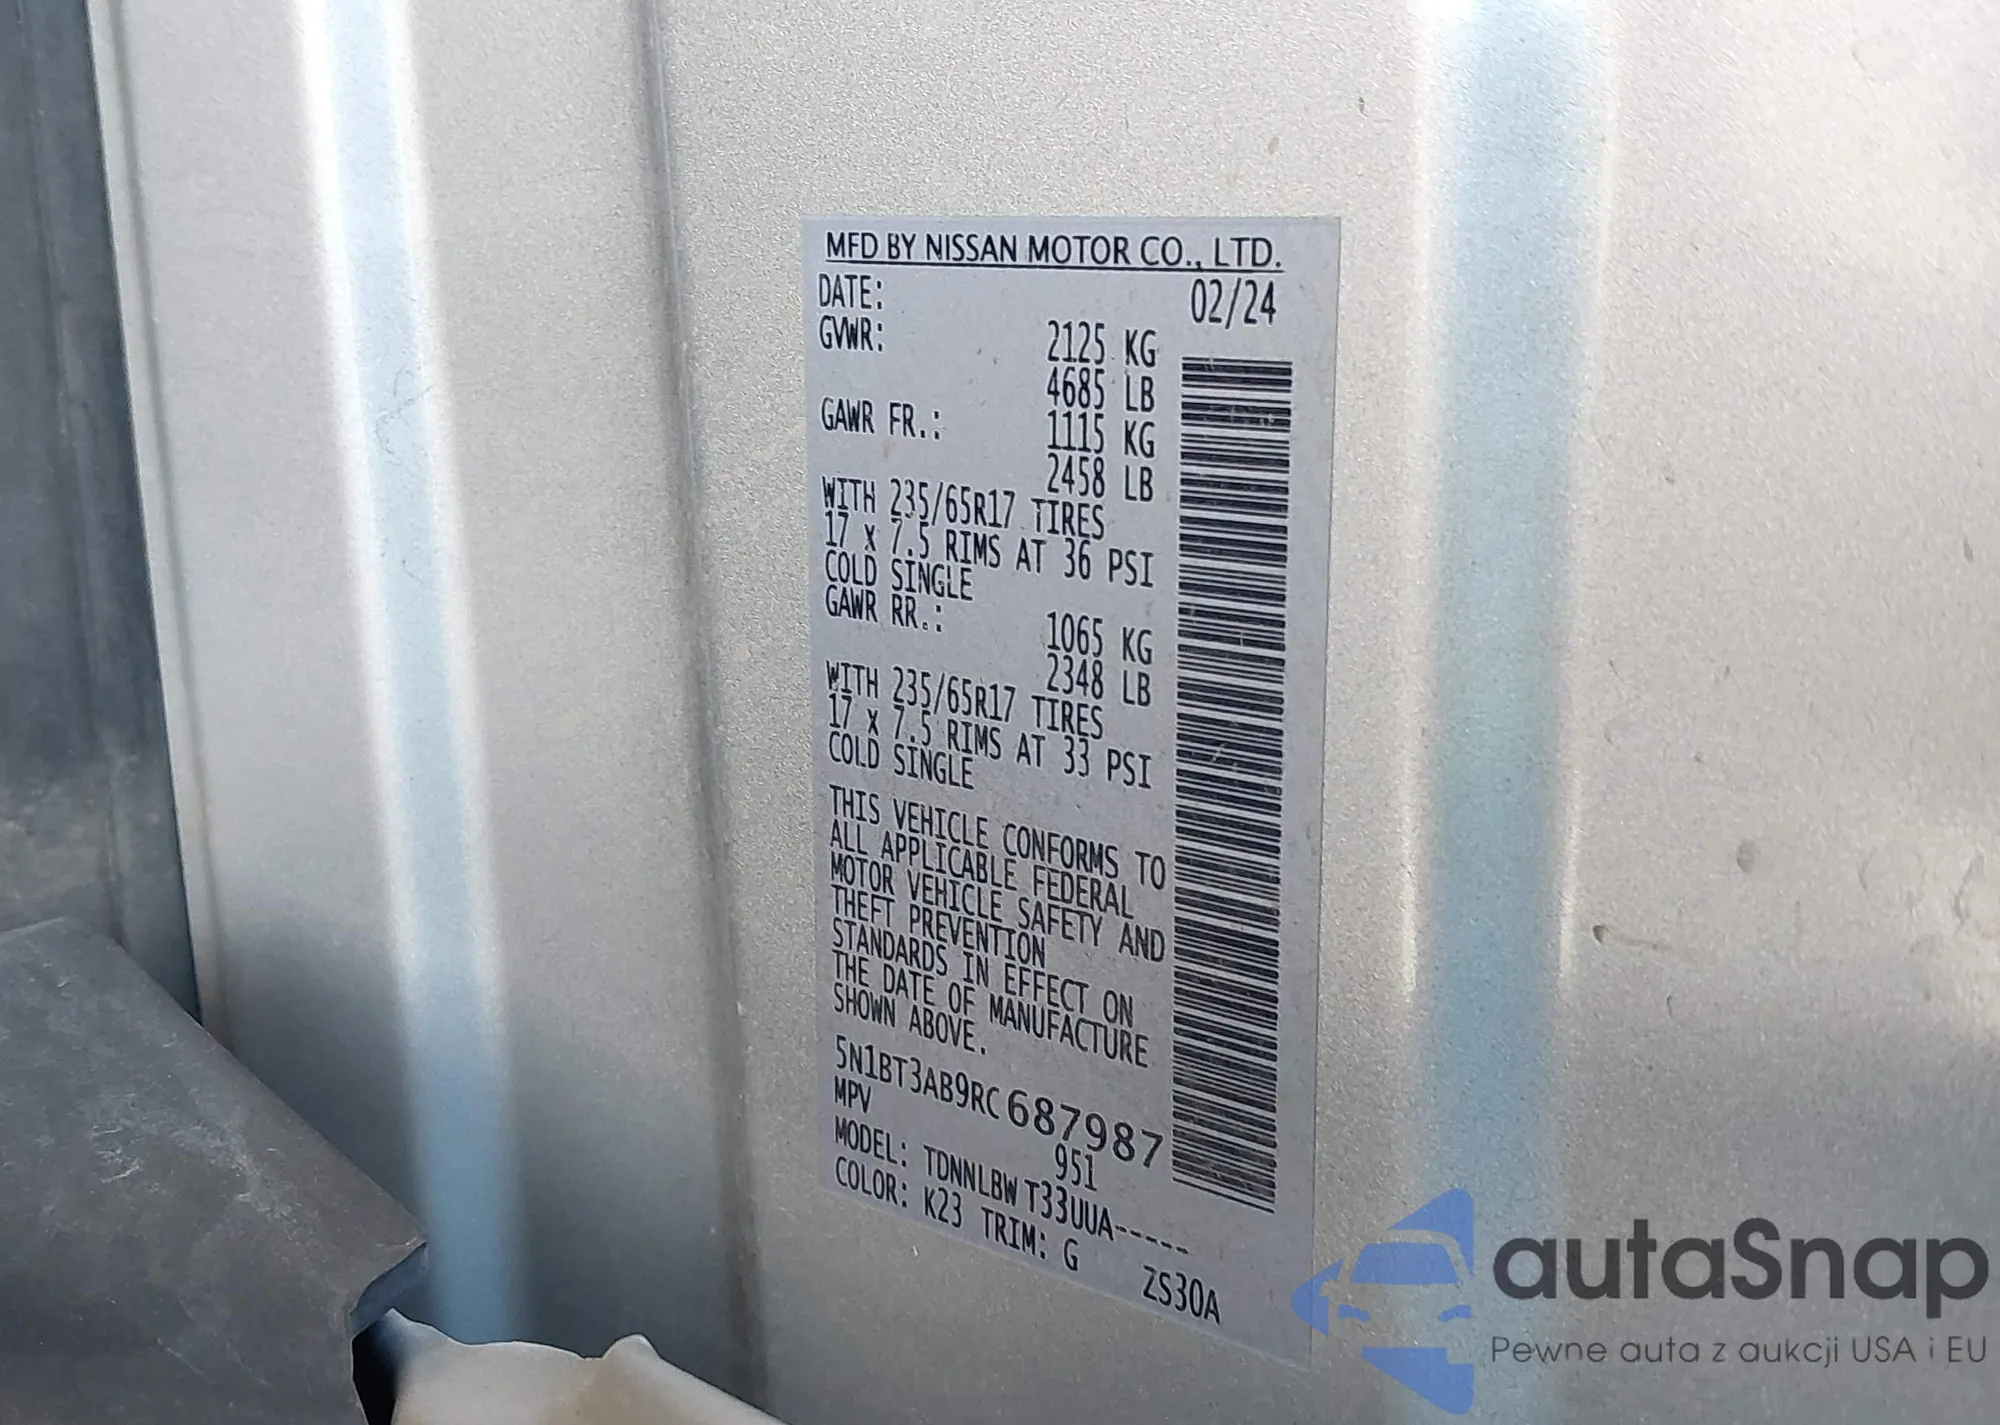 MFD BY NISSAN MOTOR CO., LTD.
DATE: 02/24
GVWR: 2125 KG
4685 LB
GAWR FR.: 1115 KG
2458 LB
WITH 235/65R17 TIRES
17 X 7.5 RIMS AT 36 PSI
COLD SINGLE
GAWR RR.: 1065 KG
2348 LB
WITH 235/65R17 TIRES
17 X 7.5 RIMS AT 33 PSI
COLD SINGLE
THIS VEHICLE CONFORMS TO
ALL APPLICABLE FEDERAL
MOTOR VEHICLE SAFETY AND
THEFT PREVENTION
STANDARDS IN EFFECT ON
THE DATE OF MANUFACTURE
SHOWN ABOVE.
5N1BT3AB9RC687987
MPV 951
MODEL: TDNNLBWT33UUA-----
COLOR: K23 TRIM: G ZS30A
autaSnap
Pewne auta z aukcji USA i EU